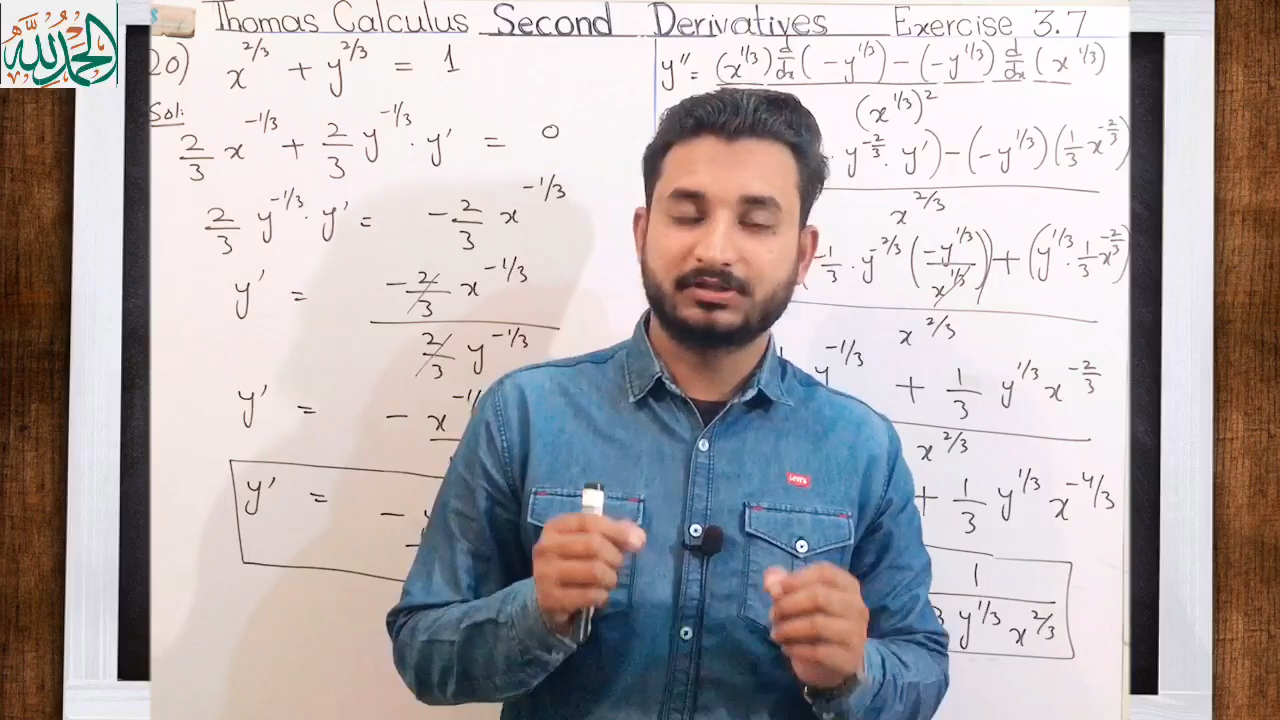 الحمد لله
Thomas Calculus Second Derivatives Exercise 3.7
20) x^{2/3} + y^{2/3} = 1
Sol:
2/3 x^{-1/3} + 2/3 y^{-1/3} · y' = 0
2/3 y^{-1/3} · y' = -2/3 x^{-1/3}
y' = -2/3 x^{-1/3}
2/3 y^{-1/3}
y' = - x
y' = -
y'' = (x^{1/3}) d/dx (-y^{1/3}) - (-y^{1/3}) d/dx (x^{1/3})
(x^{1/3})^2
y^{-2/3} · y') - (-y^{1/3}) (1/3 x^{-2/3})
x^{2/3}
-1/3 · y^{-2/3} (-y^{1/3} / x^{1/3})) + (y^{1/3} · 1/3 x^{-2/3})
x^{2/3}
y^{-1/3} + 1/3 y^{1/3} x^{-2/3}
x^{2/3}
+ 1/3 y^{1/3} x^{-4/3}
1
3 y^{1/3} x^{2/3}
Levi's